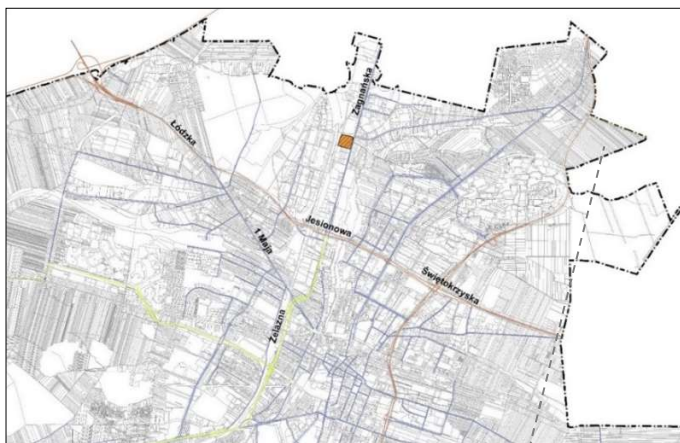 Zagnańska
Łódzka
Jesionowa
1 Maja
Świętokrzyska
Żelazna